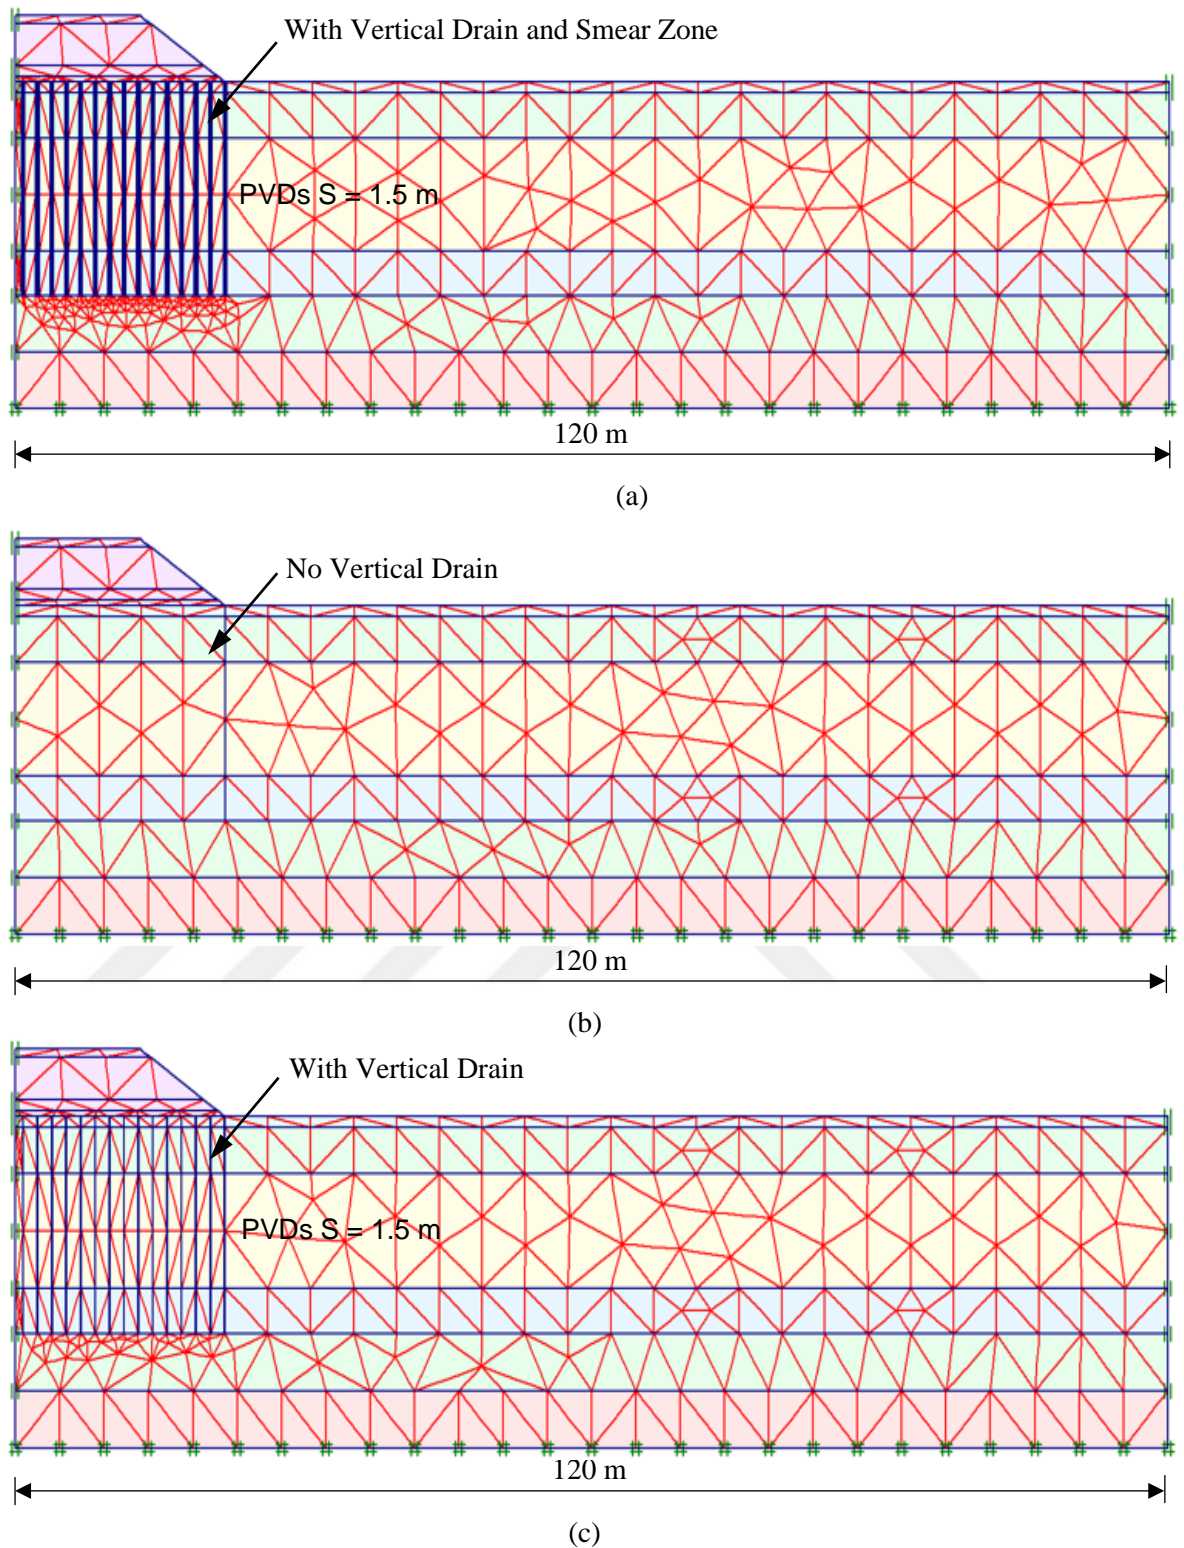 With Vertical Drain and Smear Zone
PVDs S = 1.5 m
120 m
(a)
No Vertical Drain
120 m
(b)
With Vertical Drain
PVDs S = 1.5 m
120 m
(c)